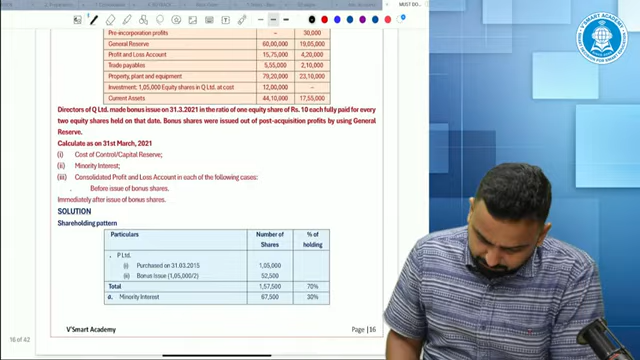 Pre-incorporation profits – 30,000
General Reserve 60,00,000 19,05,000
Profit and Loss Account 15,75,000 4,20,000
Trade payables 5,55,000 2,10,000
Property, plant and equipment 79,20,000 23,10,000
Investment: 1,05,000 Equity shares in Q Ltd. at cost 12,00,000 –
Current Assets 44,10,000 17,55,000
Directors of Q Ltd. made bonus issue on 31.3.2021 in the ratio of one equity share of Rs. 10 each fully paid for every
two equity shares held on that date. Bonus shares were issued out of post-acquisition profits by using General
Reserve.
Calculate as on 31st March, 2021
(i) Cost of Control/Capital Reserve;
(ii) Minority Interest;
(iii) Consolidated Profit and Loss Account in each of the following cases:
Before issue of bonus shares.
Immediately after issue of bonus shares.
SOLUTION
Shareholding pattern
Particulars Number of Shares % of holding
P Ltd.
(i) Purchased on 31.03.2015 1,05,000
(ii) Bonus Issue (1,05,000/2) 52,500
Total 1,57,500 70%
Minority Interest 67,500 30%
V'Smart Academy Page | 16
16 of 42
V'SMART ACADEMY